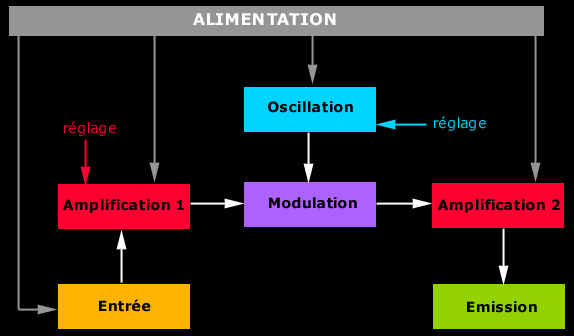 ALIMENTATION
Oscillation
réglage
réglage
Amplification 1
Modulation
Amplification 2
Entrée
Emission